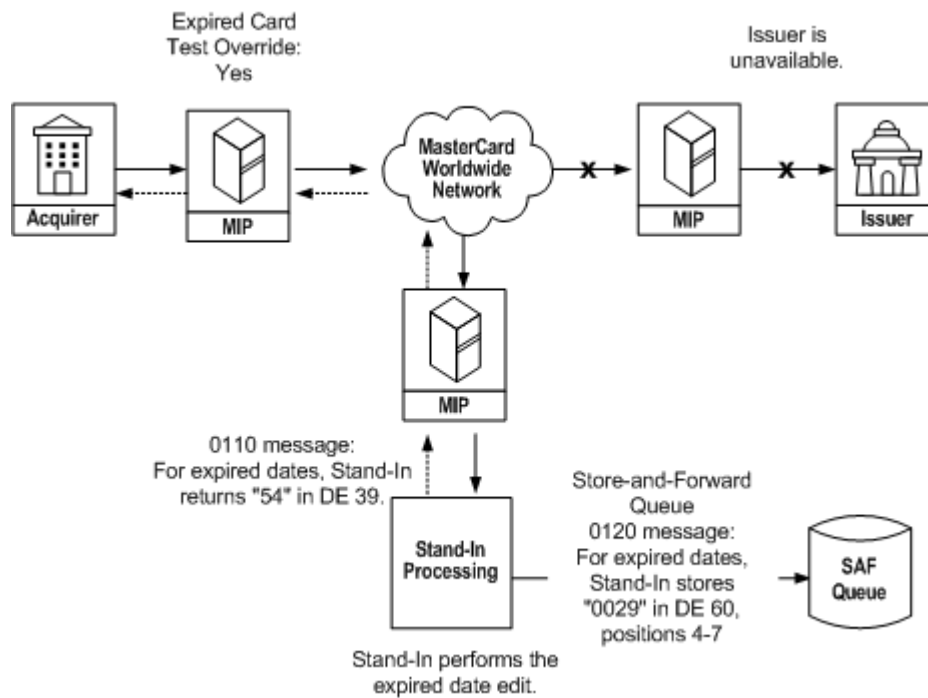 Expired Card
Test Override:
Yes
Issuer is
unavailable.
Acquirer
MIP
MasterCard
Worldwide
Network
X
MIP
X
Issuer
MIP
0110 message:
For expired dates, Stand-In
returns "54" in DE 39.
Stand-In
Processing
Stand-In performs the
expired date edit.
Store-and-Forward
Queue
0120 message:
For expired dates,
Stand-In stores
"0029" in DE 60,
positions 4-7
SAF
Queue